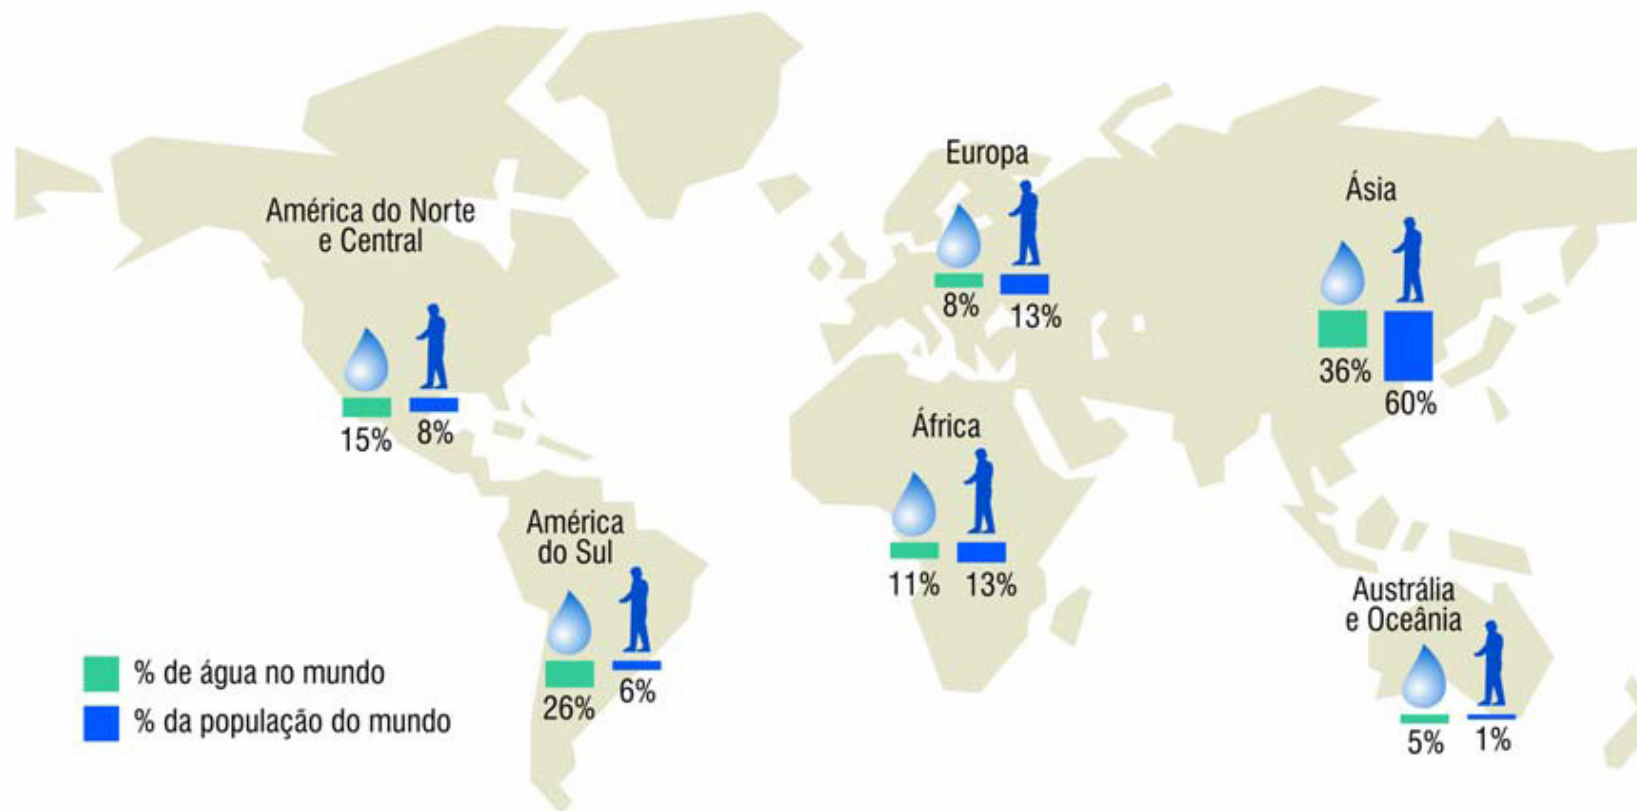 América do Norte
e Central
15%
8%
América
do Sul
26%
6%
Europa
8%
13%
África
11%
13%
Ásia
36%
60%
Austrália
e Oceânia
5%
1%
% de água no mundo
% da população do mundo